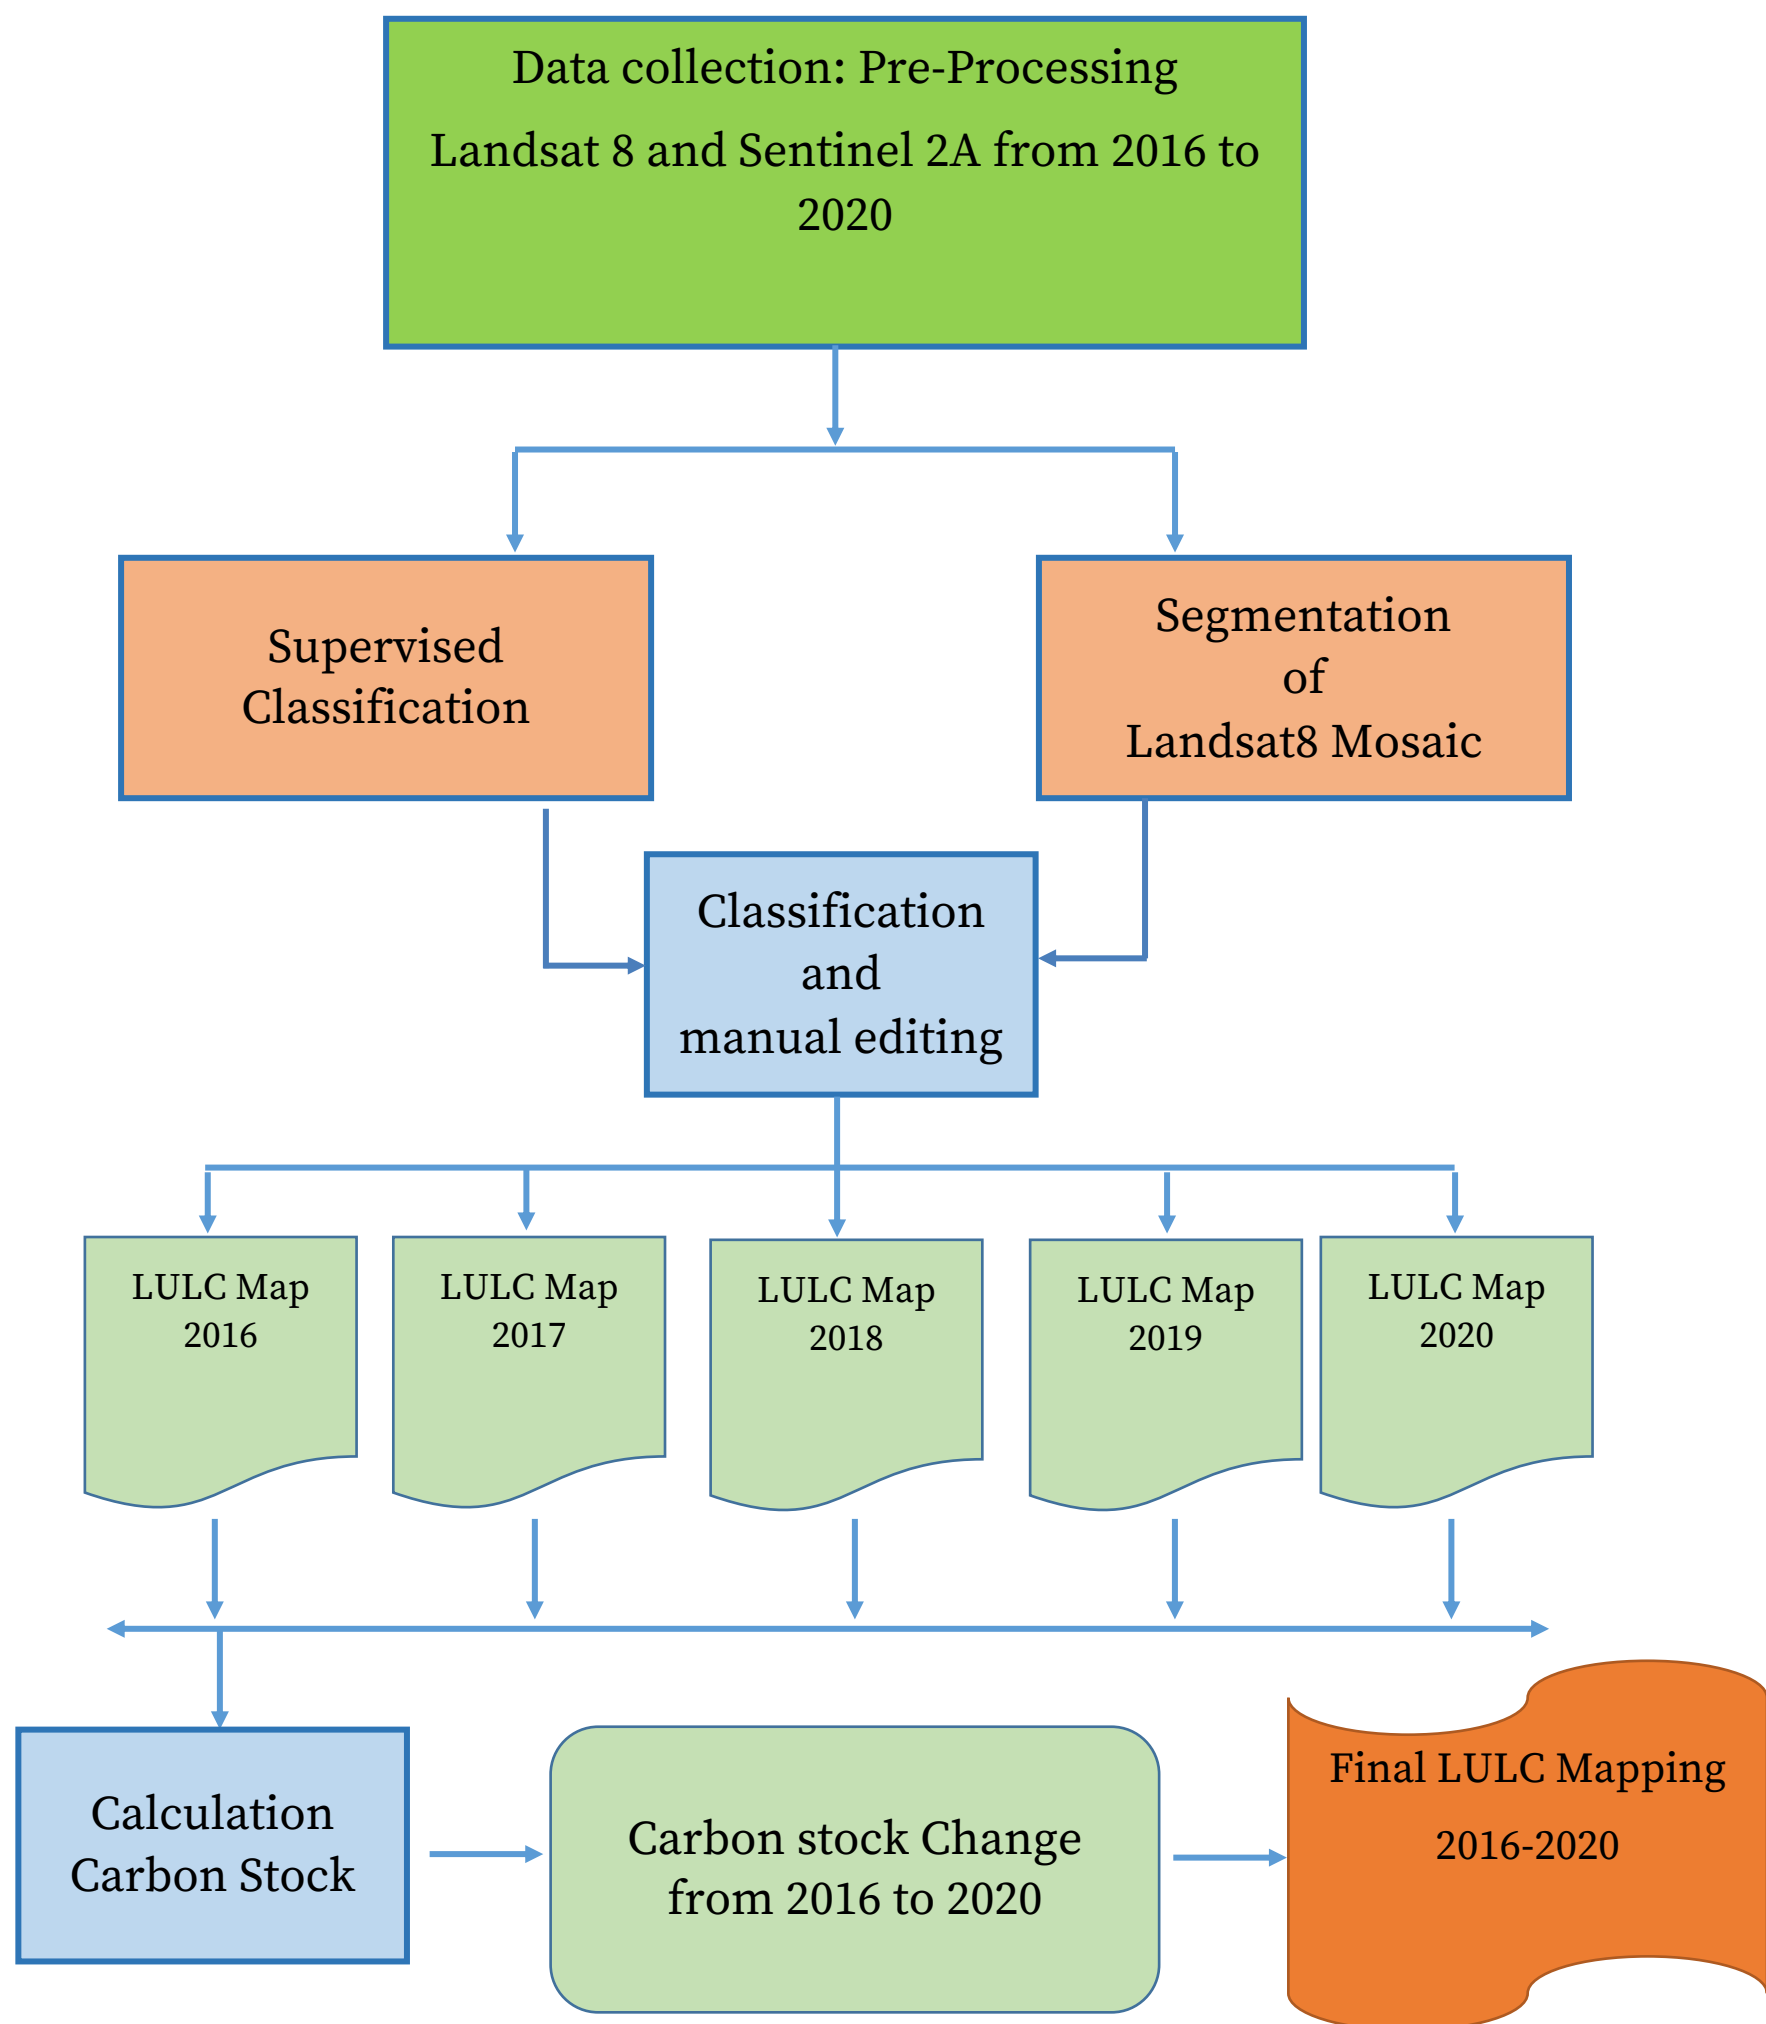 Data collection: Pre-Processing
Landsat 8 and Sentinel 2A from 2016 to
2020
Supervised
Classification
Segmentation
of
Landsat8 Mosaic
Classification
and
manual editing
LULC Map
2016
LULC Map
2017
LULC Map
2018
LULC Map
2019
LULC Map
2020
Calculation
Carbon Stock
Carbon stock Change
from 2016 to 2020
Final LULC Mapping
2016-2020